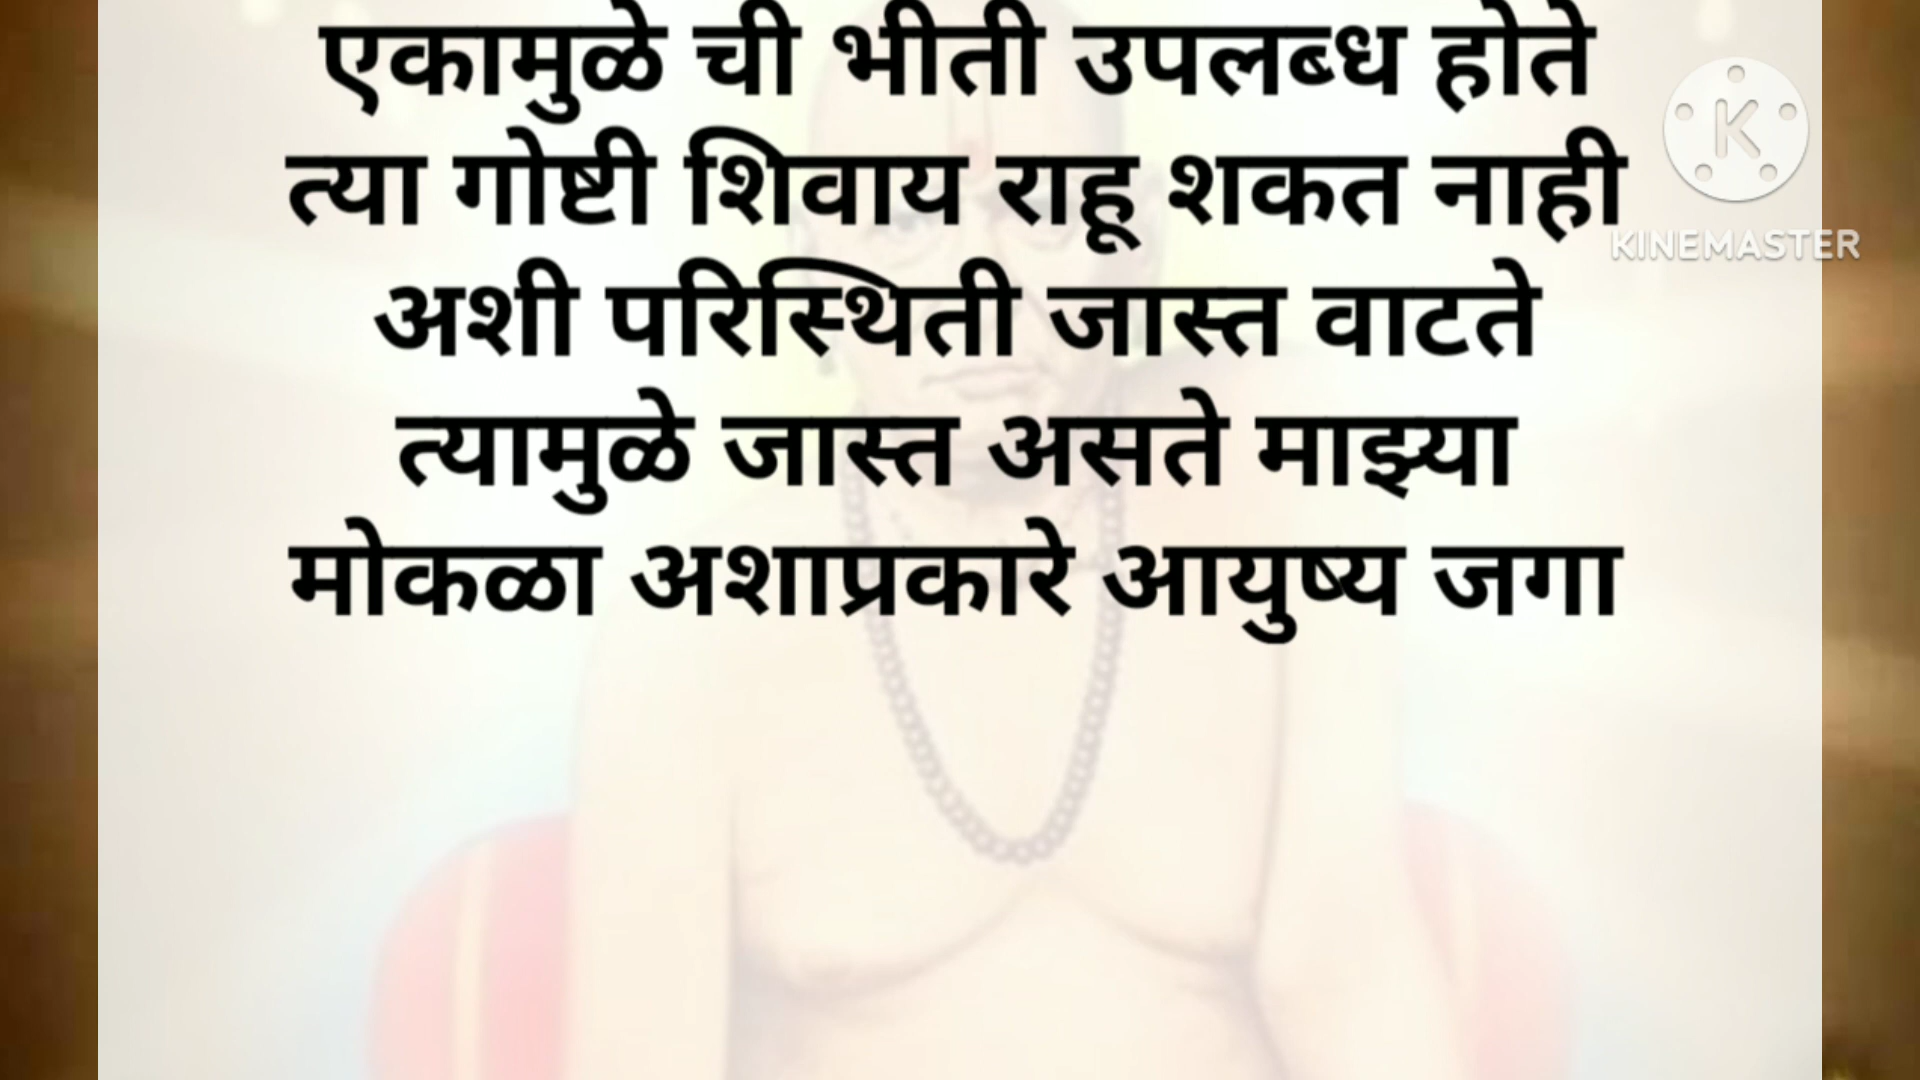 एकामुळे ची भीती उपलब्ध होते
त्या गोष्टी शिवाय राहू शकत नाही
अशी परिस्थिती जास्त वाटते
त्यामुळे जास्त असते माझ्या
मोकळा अशाप्रकारे आयुष्य जगा
K
KINEMASTER